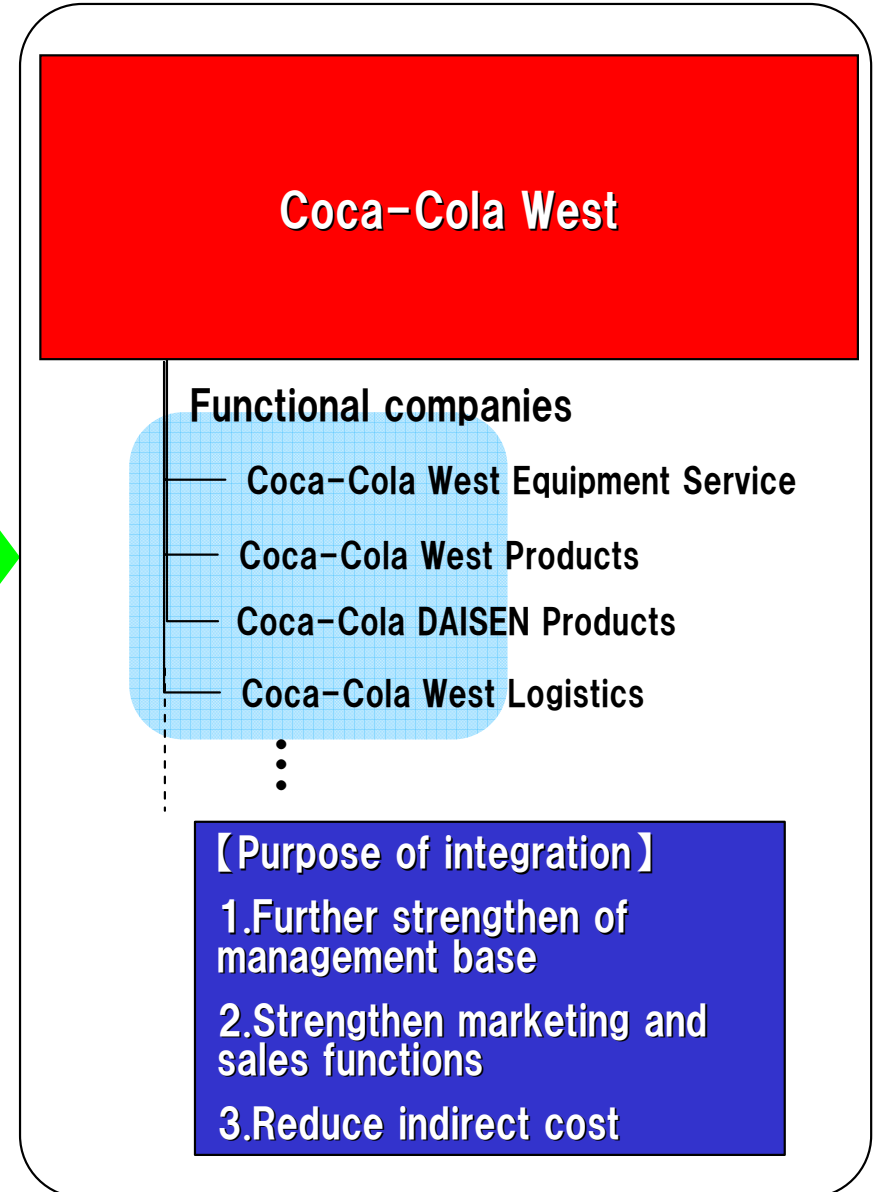 Coca-Cola West
Functional companies
Coca-Cola West Equipment Service
Coca-Cola West Products
Coca-Cola DAISEN Products
Coca-Cola West Logistics
【Purpose of integration】
1.Further strengthen of
management base
2.Strengthen marketing and
sales functions
3.Reduce indirect cost